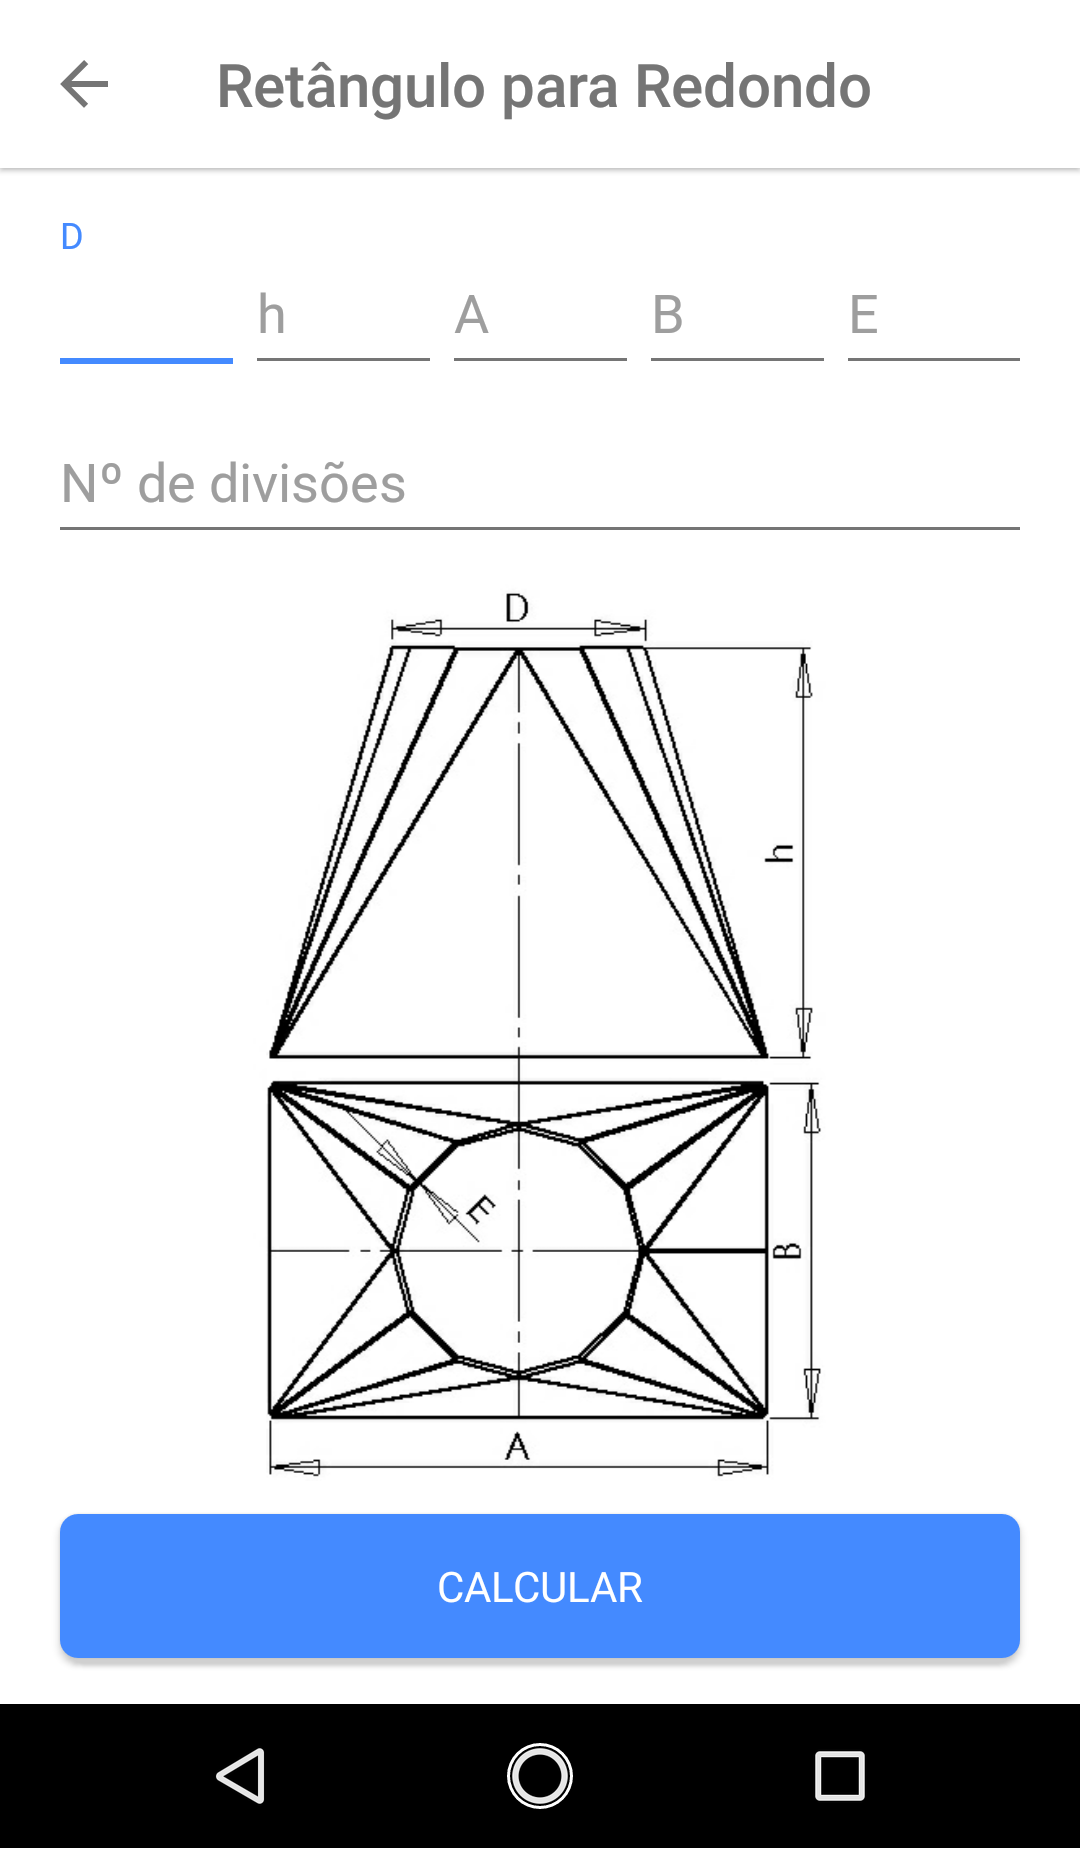 Retângulo para Redondo
D
h A B E
Nº de divisões
D
h
E
B
A
CALCULAR